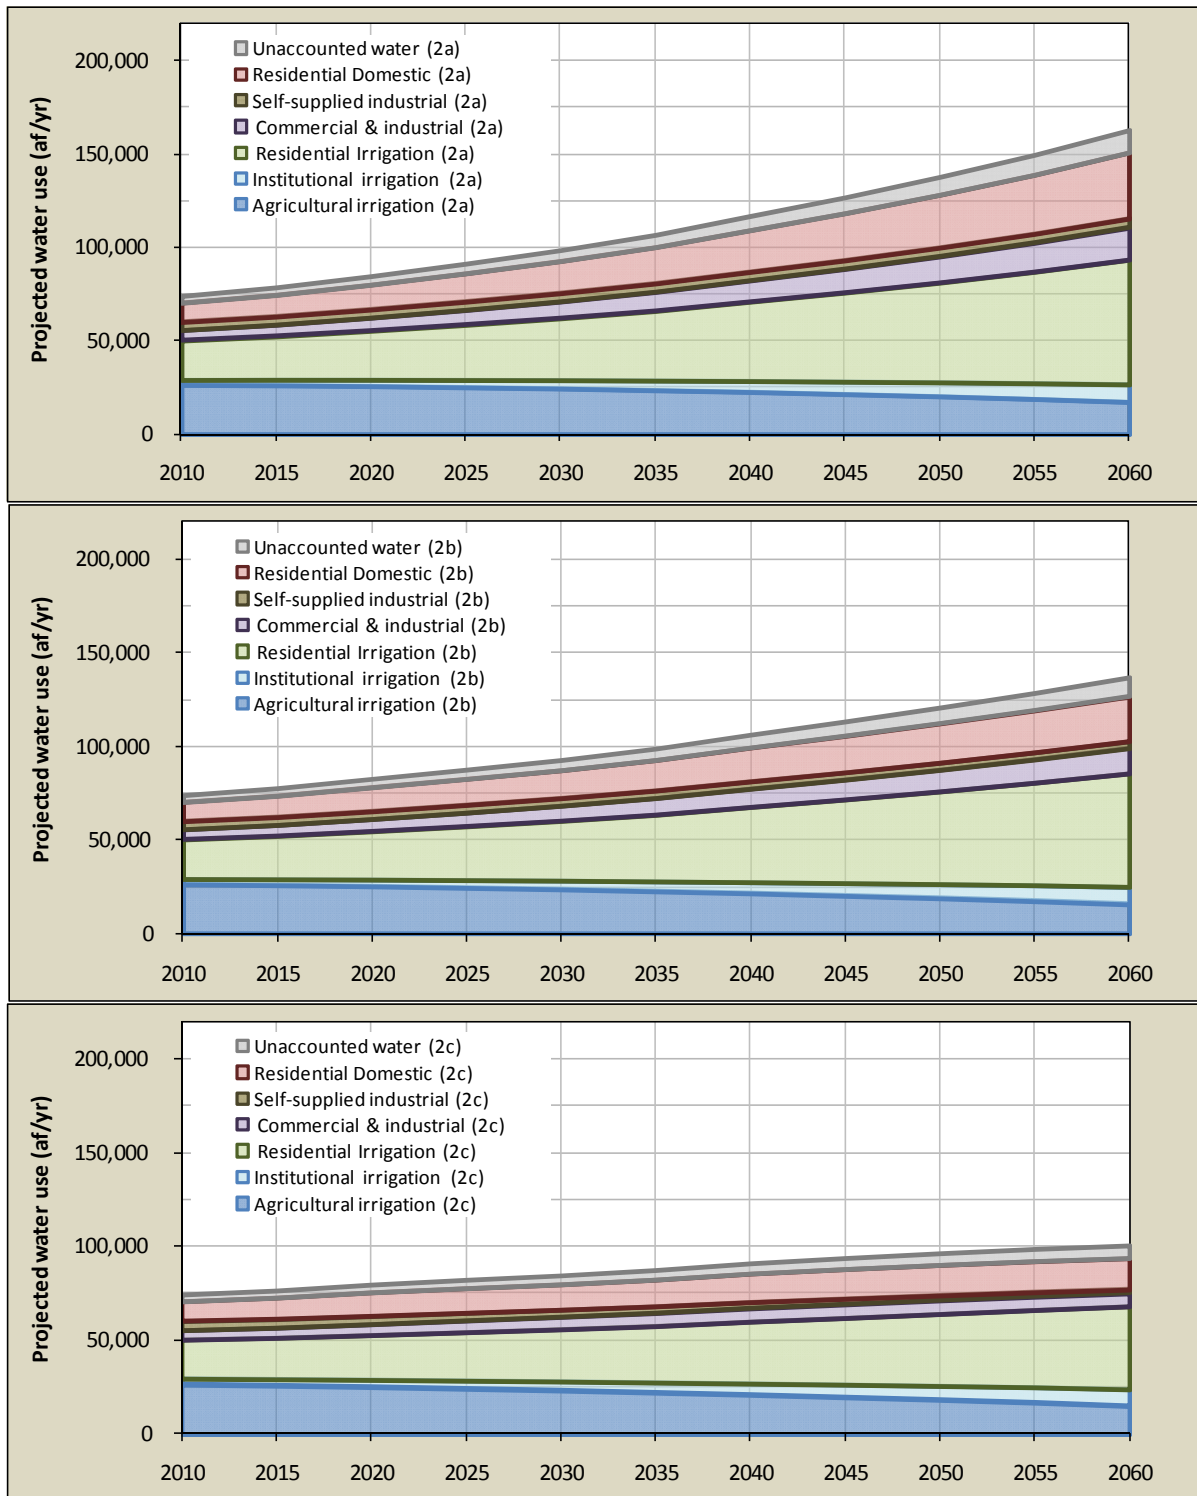 Projected water use (af/yr)
200,000
150,000
100,000
50,000
0
Unaccounted water (2a)
Residential Domestic (2a)
Self-supplied industrial (2a)
Commercial & industrial (2a)
Residential Irrigation (2a)
Institutional irrigation (2a)
Agricultural irrigation (2a)
2010 2015 2020 2025 2030 2035 2040 2045 2050 2055 2060
Projected water use (af/yr)
200,000
150,000
100,000
50,000
0
Unaccounted water (2b)
Residential Domestic (2b)
Self-supplied industrial (2b)
Commercial & industrial (2b)
Residential Irrigation (2b)
Institutional irrigation (2b)
Agricultural irrigation (2b)
2010 2015 2020 2025 2030 2035 2040 2045 2050 2055 2060
Projected water use (af/yr)
200,000
150,000
100,000
50,000
0
Unaccounted water (2c)
Residential Domestic (2c)
Self-supplied industrial (2c)
Commercial & industrial (2c)
Residential Irrigation (2c)
Institutional irrigation (2c)
Agricultural irrigation (2c)
2010 2015 2020 2025 2030 2035 2040 2045 2050 2055 2060